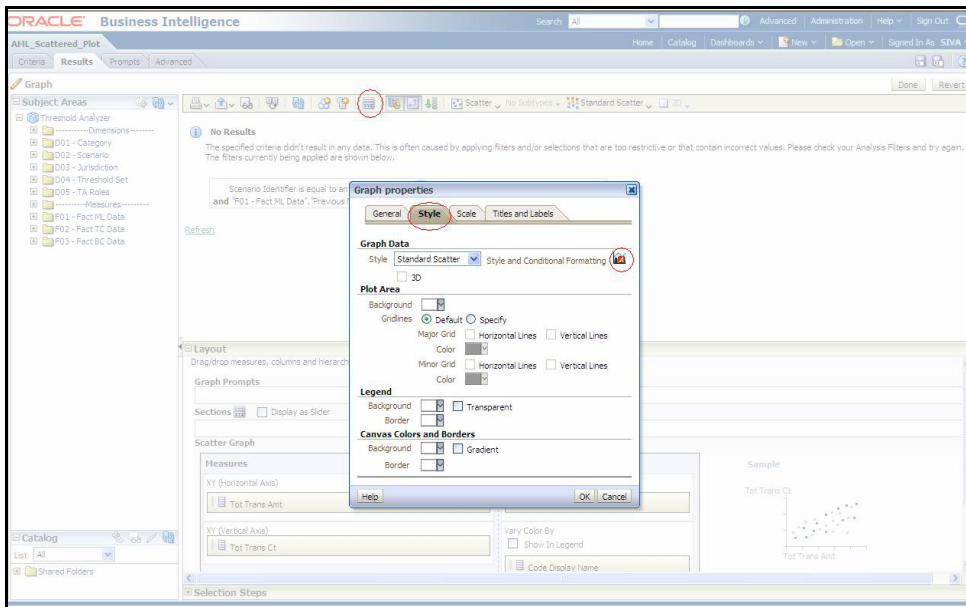 ORACLE Business Intelligence
Search All Advanced Administration Help Sign Out
AHL_Scattered_Plot
Home Catalog Dashboards New Open Signed In As SIVA
Criteria Results Prompts Advanced
Graph
Done Revert
Subject Areas
Scatter No Subtypes Standard Scatter 2D
Threshold Analyzer
-----------Dimensions--------
D01 - Category
D02 - Scenario
D03 - Jurisdiction
D04 - Threshold Set
D05 - TA Roles
---------Measures---------
F01 - Fact ML Data
F02 - Fact TC Data
F03 - Fact BC Data
No Results
The specified criteria didn't result in any data. This is often caused by applying filters and/or selections that are too restrictive or that contain incorrect values. Please check your Analysis Filters and try again.
The filters currently being applied are shown below.
Scenario Identifier is equal to
and "F01 - Fact ML Data"."Previous
Refresh
Graph properties
General Style Scale Titles and Labels
Graph Data
Style Standard Scatter Style and Conditional Formatting
3D
Plot Area
Background
Gridlines Default Specify
Major Grid Horizontal Lines Vertical Lines
Color
Minor Grid Horizontal Lines Vertical Lines
Color
Legend
Background Transparent
Border
Canvas Colors and Borders
Background Gradient
Border
Help OK Cancel
Layout
Drag/drop measures, columns and hierarch
Graph Prompts
Sections Display as Slider
Scatter Graph
Measures
XY (Horizontal Axis)
Tot Trans Amt
XY (Vertical Axis)
Tot Trans Ct
Vary Color By
Show In Legend
Code Display Name
Sample
Tot Trans Ct
Tot Trans Amt
Catalog
List All
Shared Folders
Selection Steps